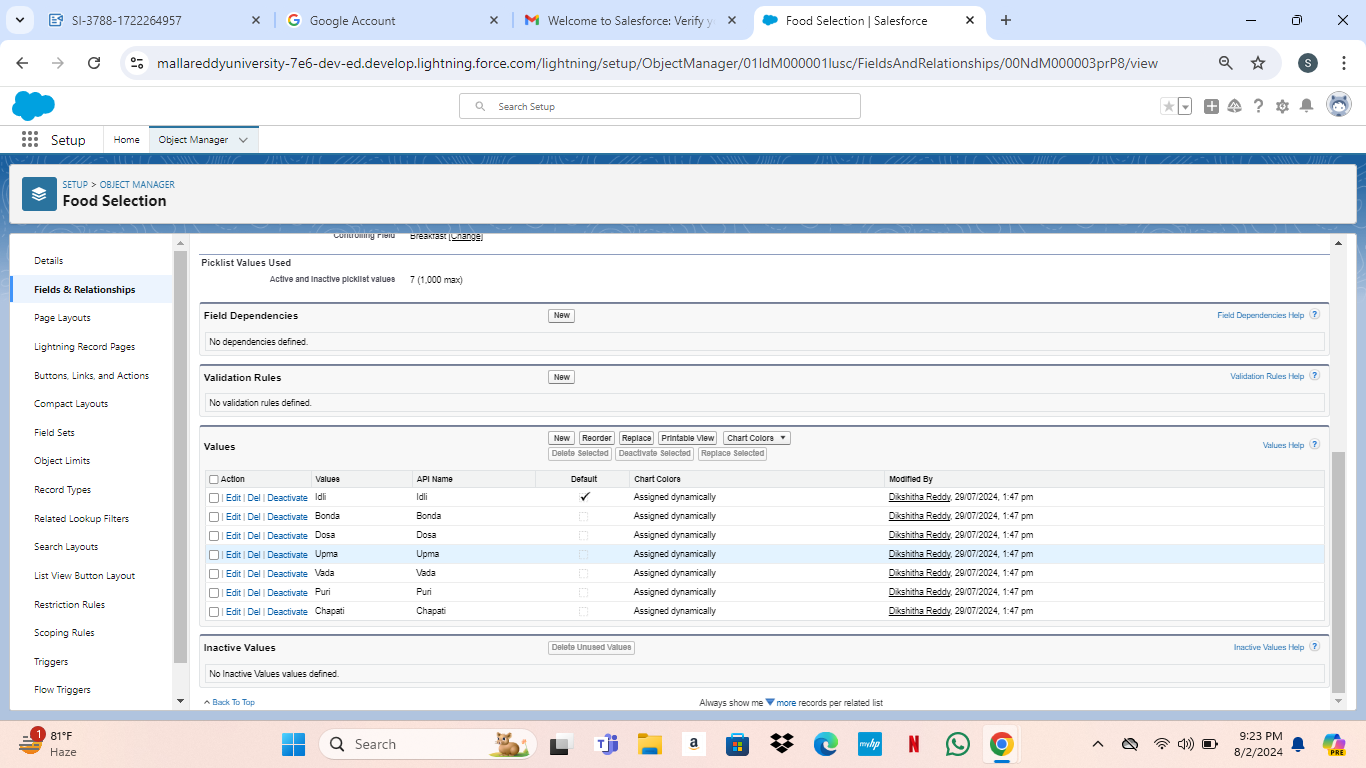 SI-3788-1722264957
Google Account
Welcome to Salesforce: Verify y
Food Selection | Salesforce
mallareddyuniversity-7e6-dev-ed.develop.lightning.force.com/lightning/setup/ObjectManager/01IdM000001Iusc/FieldsAndRelationships/00NdM000003prP8/view
S
Search Setup
Setup
Home
Object Manager
SETUP > OBJECT MANAGER
Food Selection
Details
Fields & Relationships
Page Layouts
Lightning Record Pages
Buttons, Links, and Actions
Compact Layouts
Field Sets
Object Limits
Record Types
Related Lookup Filters
Search Layouts
List View Button Layout
Restriction Rules
Scoping Rules
Triggers
Flow Triggers
Controlling Field Breakfast [Change]
Picklist Values Used
Active and inactive picklist values 7 (1,000 max)
Field Dependencies New Field Dependencies Help ?
No dependencies defined.
Validation Rules New Validation Rules Help ?
No validation rules defined.
Values New Reorder Replace Printable View Chart Colors Values Help ?
Delete Selected Deactivate Selected Replace Selected
Action Values API Name Default Chart Colors Modified By
| Edit | Del | Deactivate Idli Idli Assigned dynamically Dikshitha Reddy, 29/07/2024, 1:47 pm
| Edit | Del | Deactivate Bonda Bonda Assigned dynamically Dikshitha Reddy, 29/07/2024, 1:47 pm
| Edit | Del | Deactivate Dosa Dosa Assigned dynamically Dikshitha Reddy, 29/07/2024, 1:47 pm
| Edit | Del | Deactivate Upma Upma Assigned dynamically Dikshitha Reddy, 29/07/2024, 1:47 pm
| Edit | Del | Deactivate Vada Vada Assigned dynamically Dikshitha Reddy, 29/07/2024, 1:47 pm
| Edit | Del | Deactivate Puri Puri Assigned dynamically Dikshitha Reddy, 29/07/2024, 1:47 pm
| Edit | Del | Deactivate Chapati Chapati Assigned dynamically Dikshitha Reddy, 29/07/2024, 1:47 pm
Inactive Values Delete Unused Values Inactive Values Help ?
No Inactive Values values defined.
Back To Top
Always show me more records per related list
1
81°F
Haze
Search
a
myhp
N
PRE
9:23 PM
8/2/2024